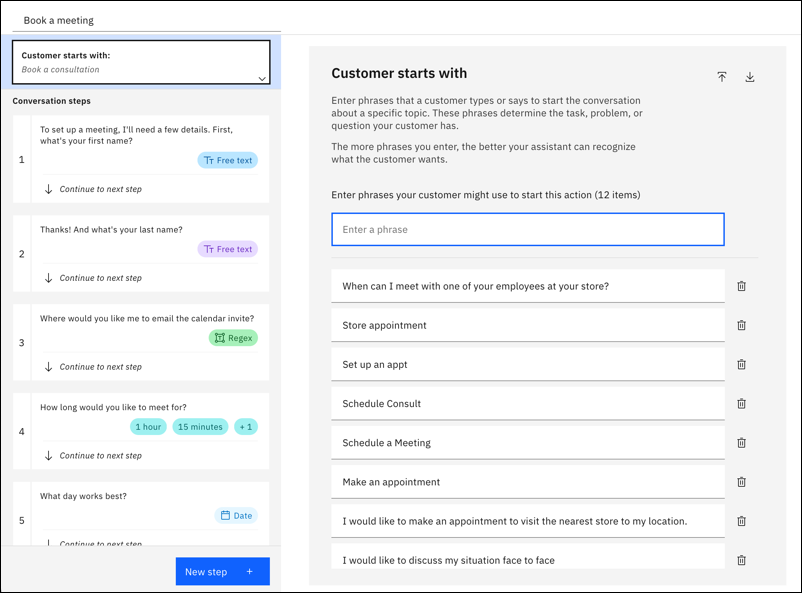 Book a meeting
Customer starts with:
Book a consultation
Conversation steps
1
To set up a meeting, I'll need a few details. First,
what's your first name?
Free text
Continue to next step
2
Thanks! And what's your last name?
Free text
Continue to next step
3
Where would you like me to email the calendar invite?
Regex
Continue to next step
4
How long would you like to meet for?
1 hour 15 minutes + 1
Continue to next step
5
What day works best?
Date
Continue to next step
New step +
Customer starts with
Enter phrases that a customer types or says to start the conversation
about a specific topic. These phrases determine the task, problem, or
question your customer has.
The more phrases you enter, the better your assistant can recognize
what the customer wants.
Enter phrases your customer might use to start this action (12 items)
Enter a phrase
When can I meet with one of your employees at your store?
Store appointment
Set up an appt
Schedule Consult
Schedule a Meeting
Make an appointment
I would like to make an appointment to visit the nearest store to my location.
I would like to discuss my situation face to face